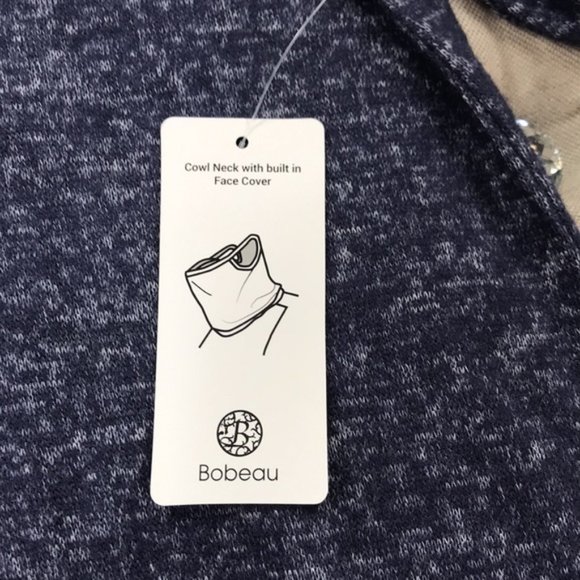 Cowl Neck with built in
Face Cover
B
Bobeau